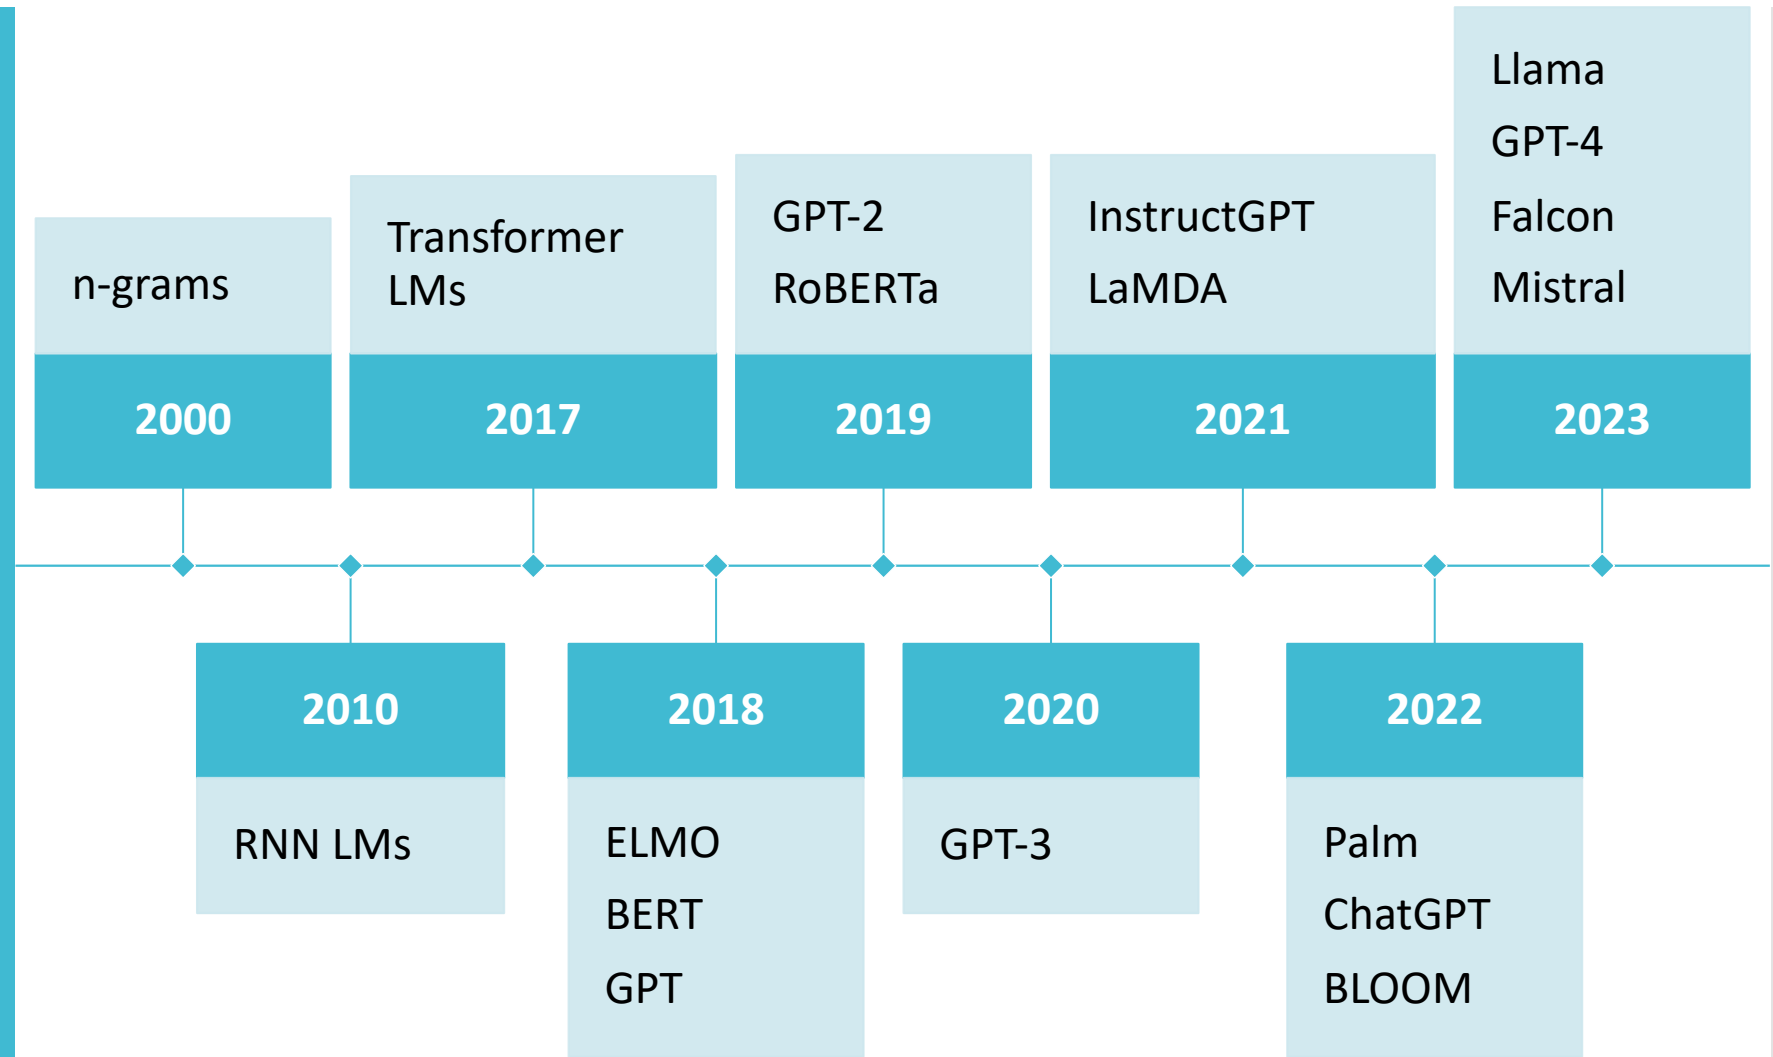 n-grams
2000
RNN LMs
2010
Transformer
LMs
2017
2018
ELMO
BERT
GPT
GPT-2
RoBERTa
2019
2020
GPT-3
InstructGPT
LaMDA
2021
2022
Palm
ChatGPT
BLOOM
Llama
GPT-4
Falcon
Mistral
2023